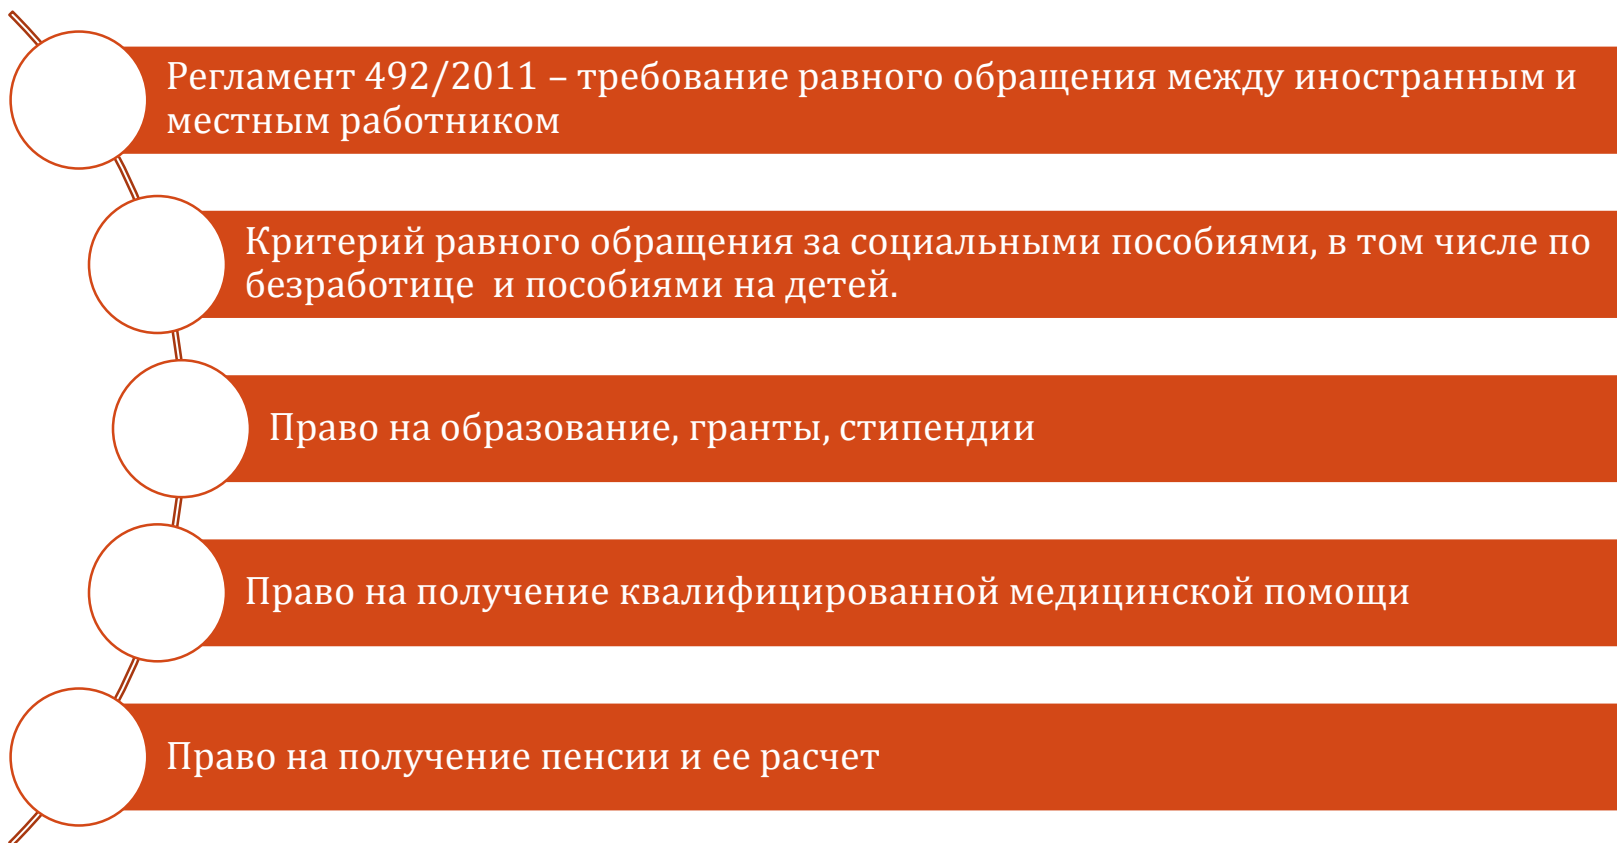 Регламент 492/2011 – требование равного обращения между иностранным и
местным работником
Критерий равного обращения за социальными пособиями, в том числе по
безработице  и пособиями на детей.
Право на образование, гранты, стипендии
Право на получение квалифицированной медицинской помощи
Право на получение пенсии и ее расчет